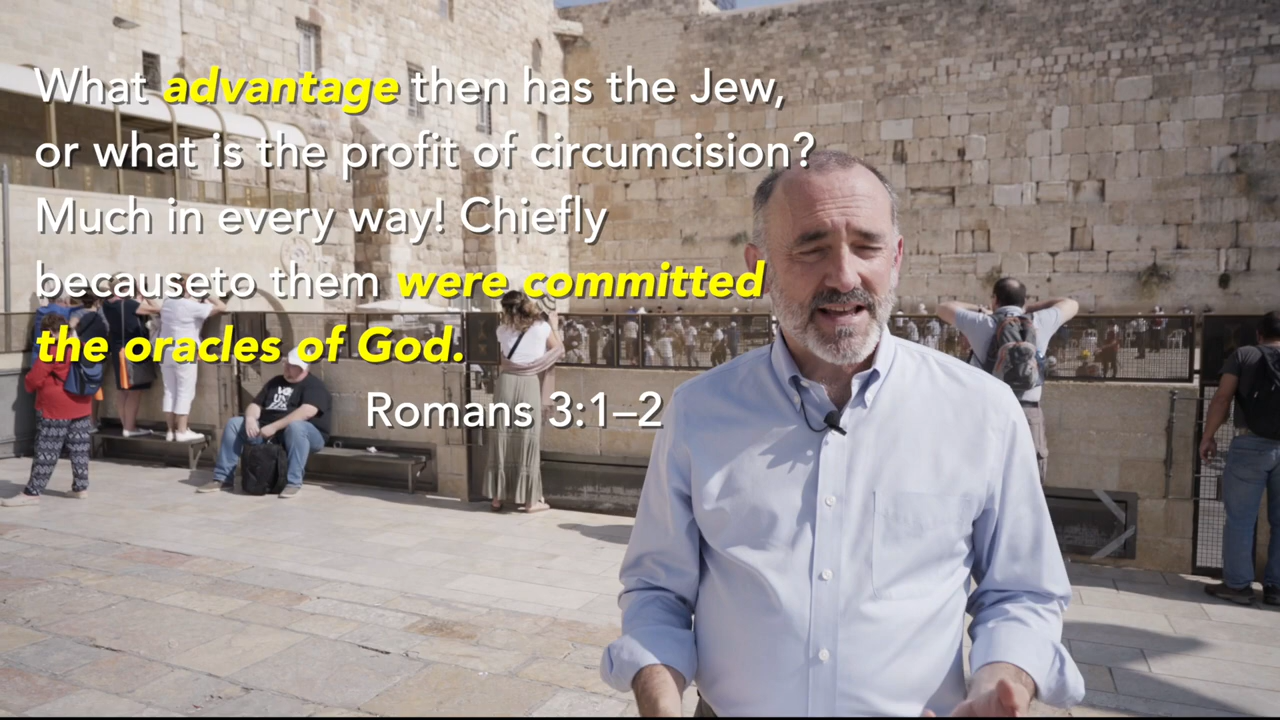 What advantage then has the Jew,
or what is the profit of circumcision?
Much in every way! Chiefly
becauseto them were committed
the oracles of God.
Romans 3:1–2